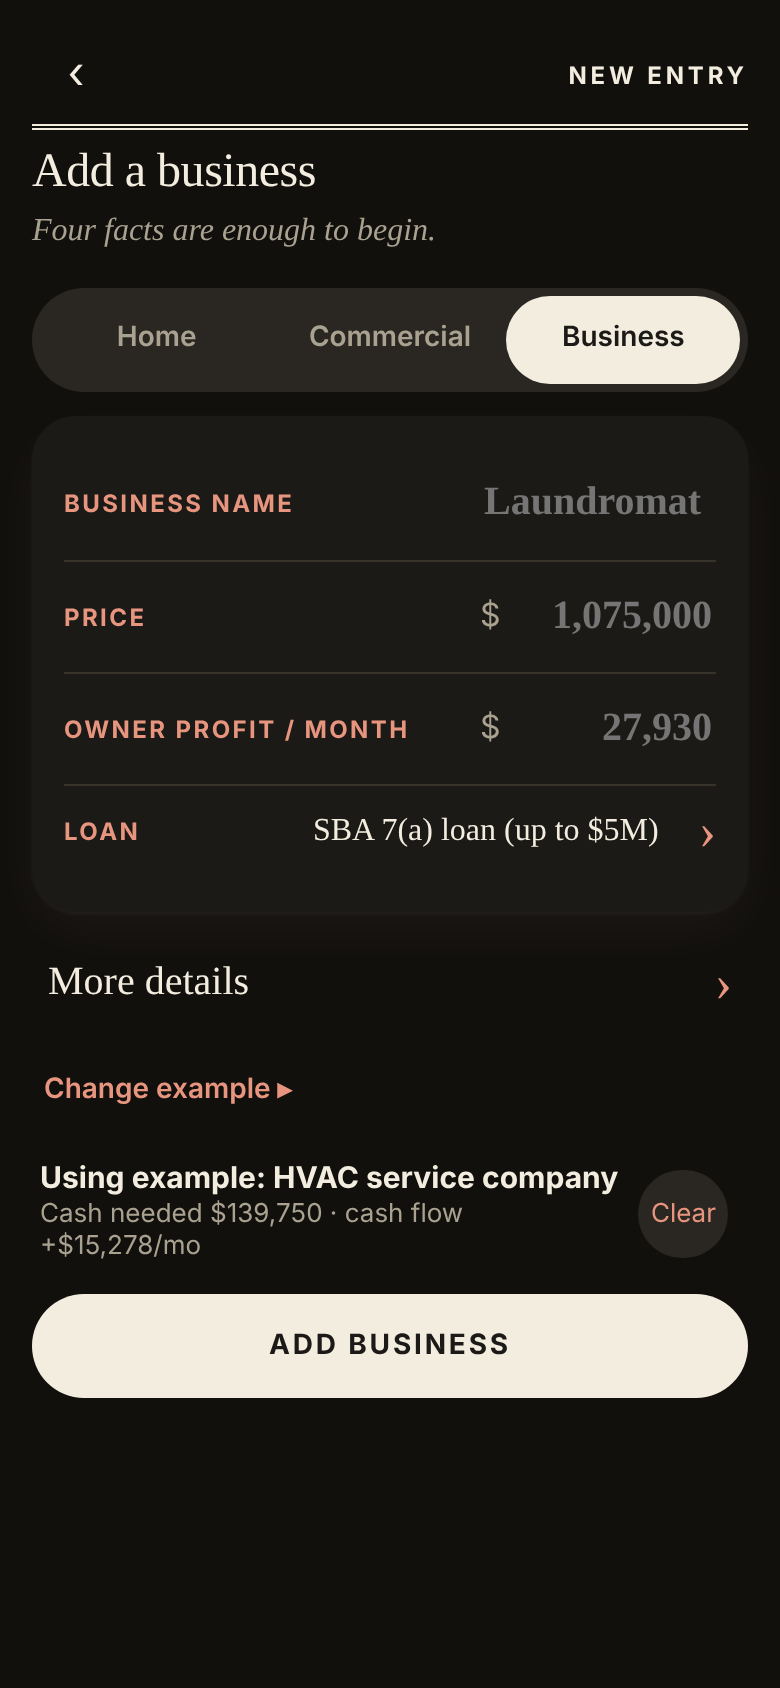 ‹ NEW ENTRY
Add a business
Four facts are enough to begin.
Home Commercial Business
BUSINESS NAME Laundromat
PRICE $ 1,075,000
OWNER PROFIT / MONTH $ 27,930
LOAN SBA 7(a) loan (up to $5M) ›
More details ›
Change example ▸
Using example: HVAC service company
Cash needed $139,750 · cash flow
+$15,278/mo
Clear
ADD BUSINESS